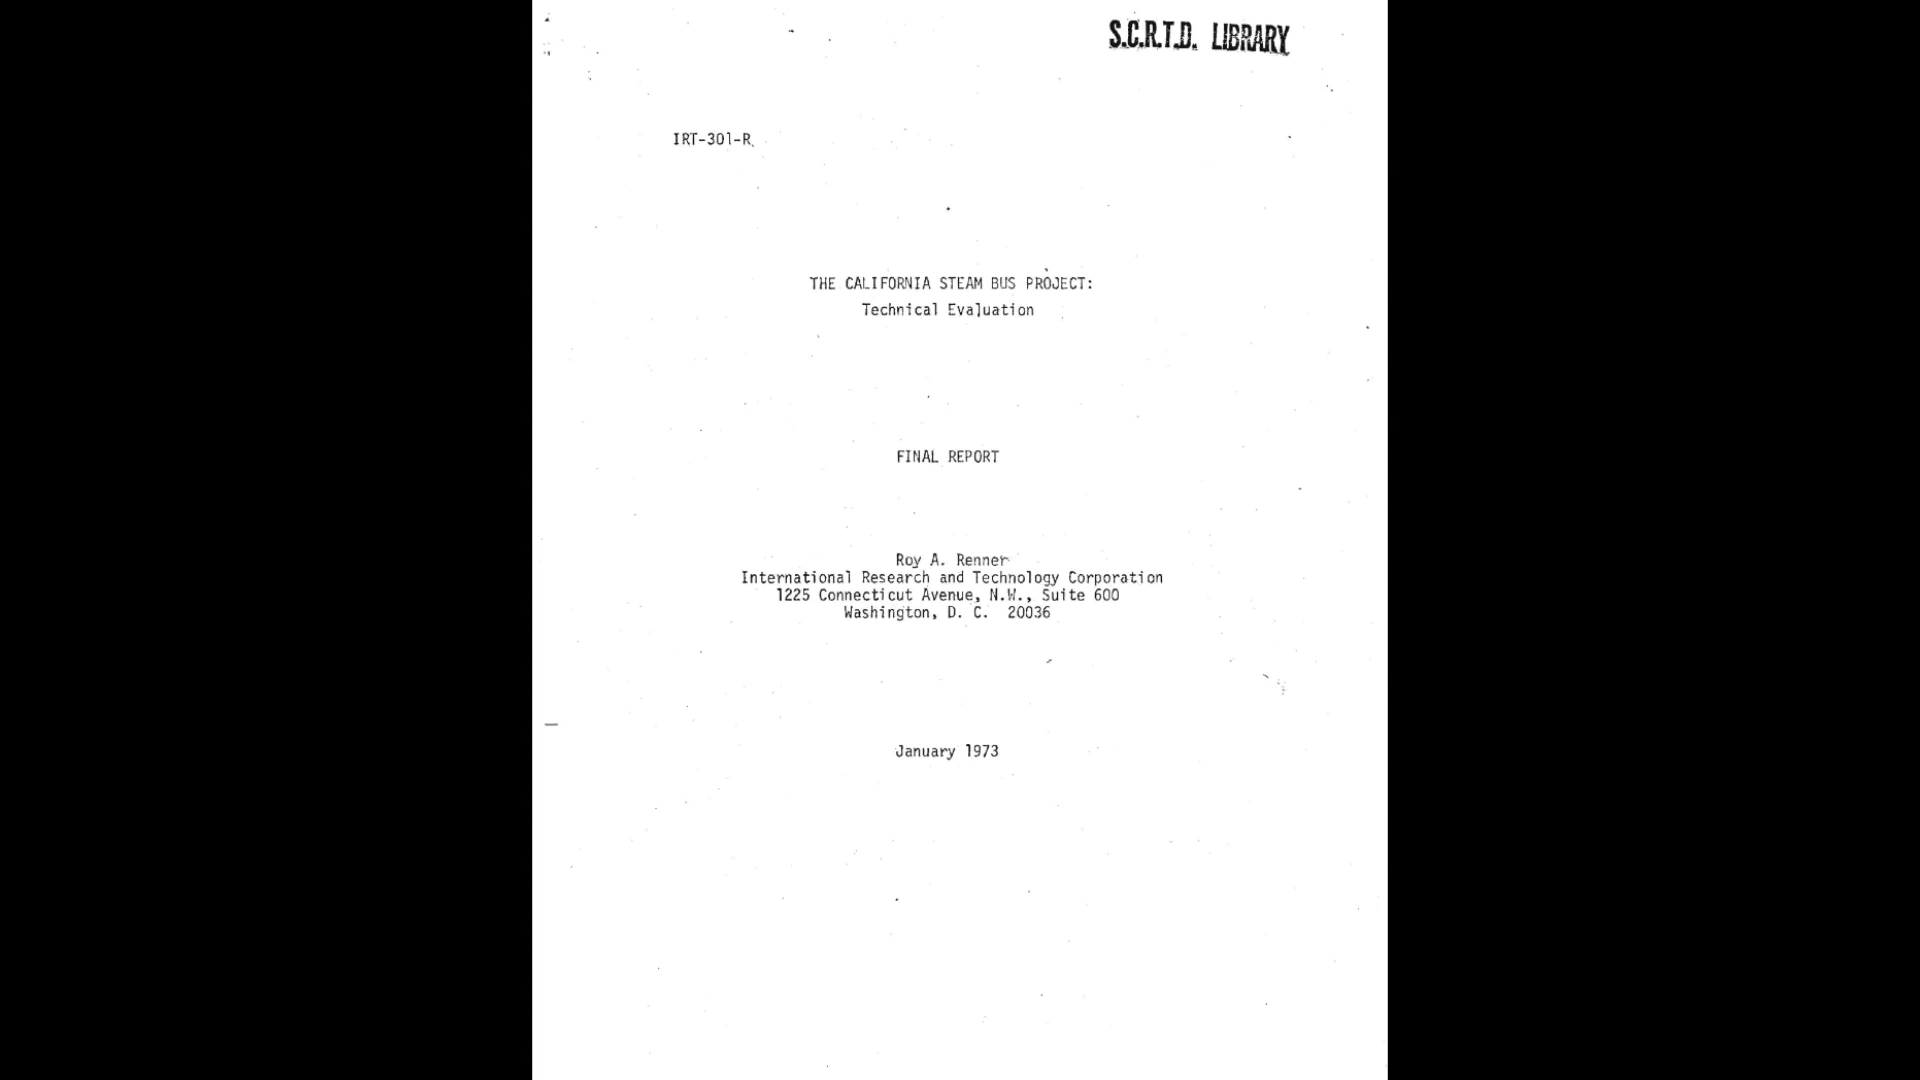 S.C.R.T.D. LIBRARY
IRT-301-R
THE CALIFORNIA STEAM BUS PROJECT:
Technical Evaluation
FINAL REPORT
Roy A. Renner
International Research and Technology Corporation
1225 Connecticut Avenue, N.W., Suite 600
Washington, D. C. 20036
January 1973